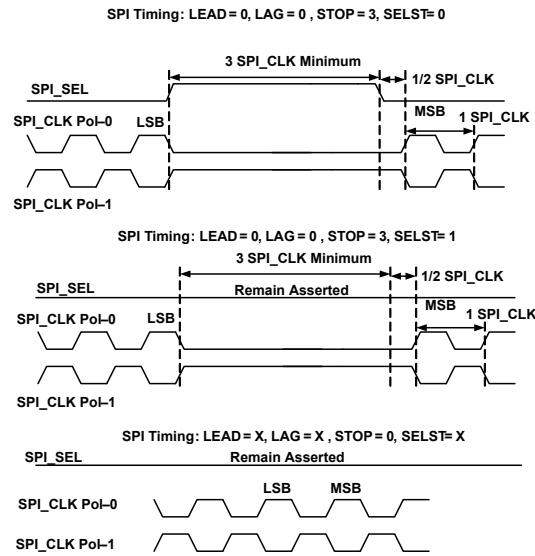 SPI Timing: LEAD = 0, LAG = 0 , STOP = 3, SELST= 0
3 SPI_CLK Minimum
1/2 SPI_CLK
SPI_SEL
MSB
SPI_CLK Pol–0
LSB
1 SPI_CLK
SPI_CLK Pol–1
SPI Timing: LEAD = 0, LAG = 0 , STOP = 3, SELST= 1
3 SPI_CLK Minimum
1/2 SPI_CLK
SPI_SEL
Remain Asserted
MSB
SPI_CLK Pol–0
LSB
1 SPI_CLK
SPI_CLK Pol–1
SPI Timing: LEAD = X, LAG = X , STOP = 0, SELST= X
SPI_SEL
Remain Asserted
LSB
MSB
SPI_CLK Pol–0
SPI_CLK Pol–1